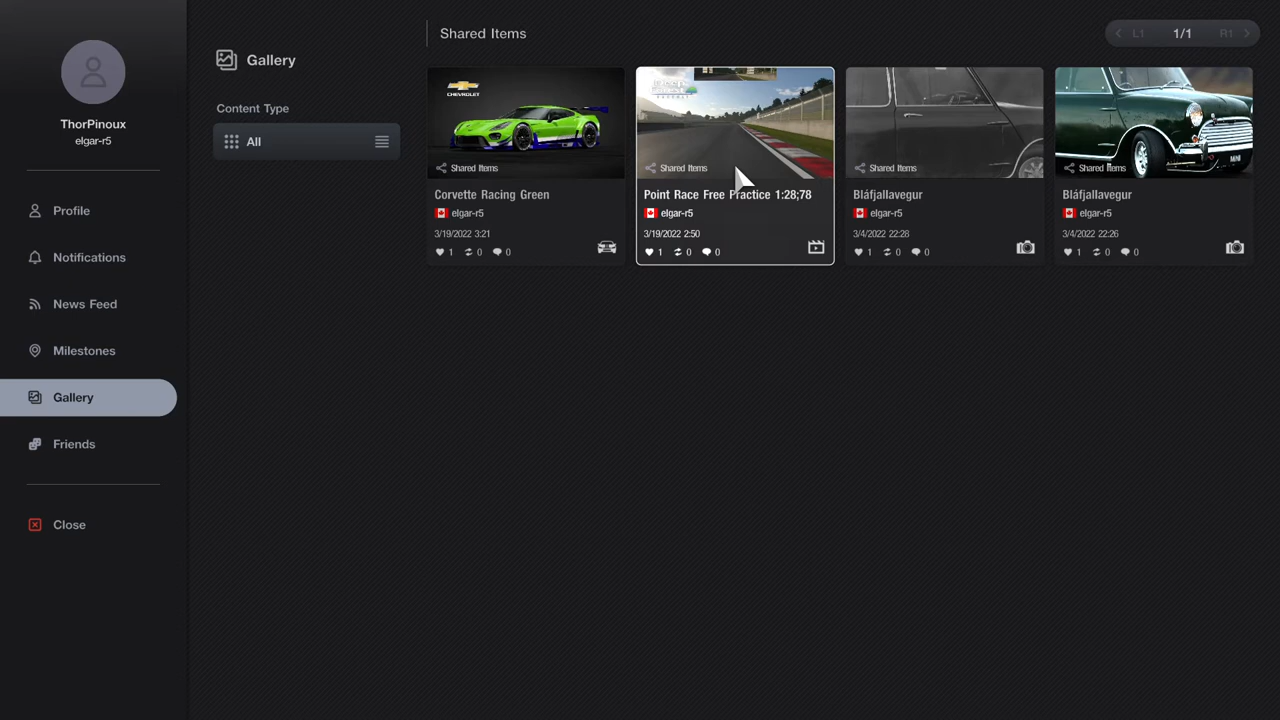 ThorPinoux
elgar-r5
Profile
Notifications
News Feed
Milestones
Gallery
Friends
Close
Gallery
Content Type
All
Shared Items
L1 1/1 R1
CHEVROLET
Shared Items
Corvette Racing Green
elgar-r5
3/19/2022 3:21
1 0 0
Shared Items
Point Race Free Practice 1:28;78
elgar-r5
3/19/2022 2:50
1 0 0
Shared Items
Bláfjallavegur
elgar-r5
3/4/2022 22:28
1 0 0
MINI
Shared Items
Bláfjallavegur
elgar-r5
3/4/2022 22:26
1 0 0